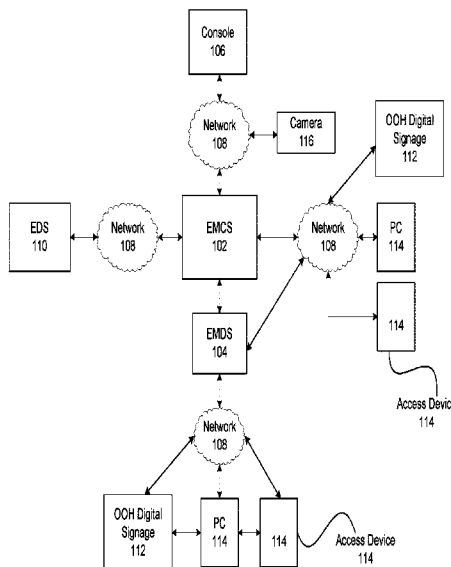 Console
106
Network
108
Camera
116
OOH Digital
Signage
112
EDS
110
Network
108
EMCS
102
Network
108
PC
114
EMDS
104
114
Access Devic
114
Network
108
OOH Digital
Signage
112
PC
114
114
Access Device
114